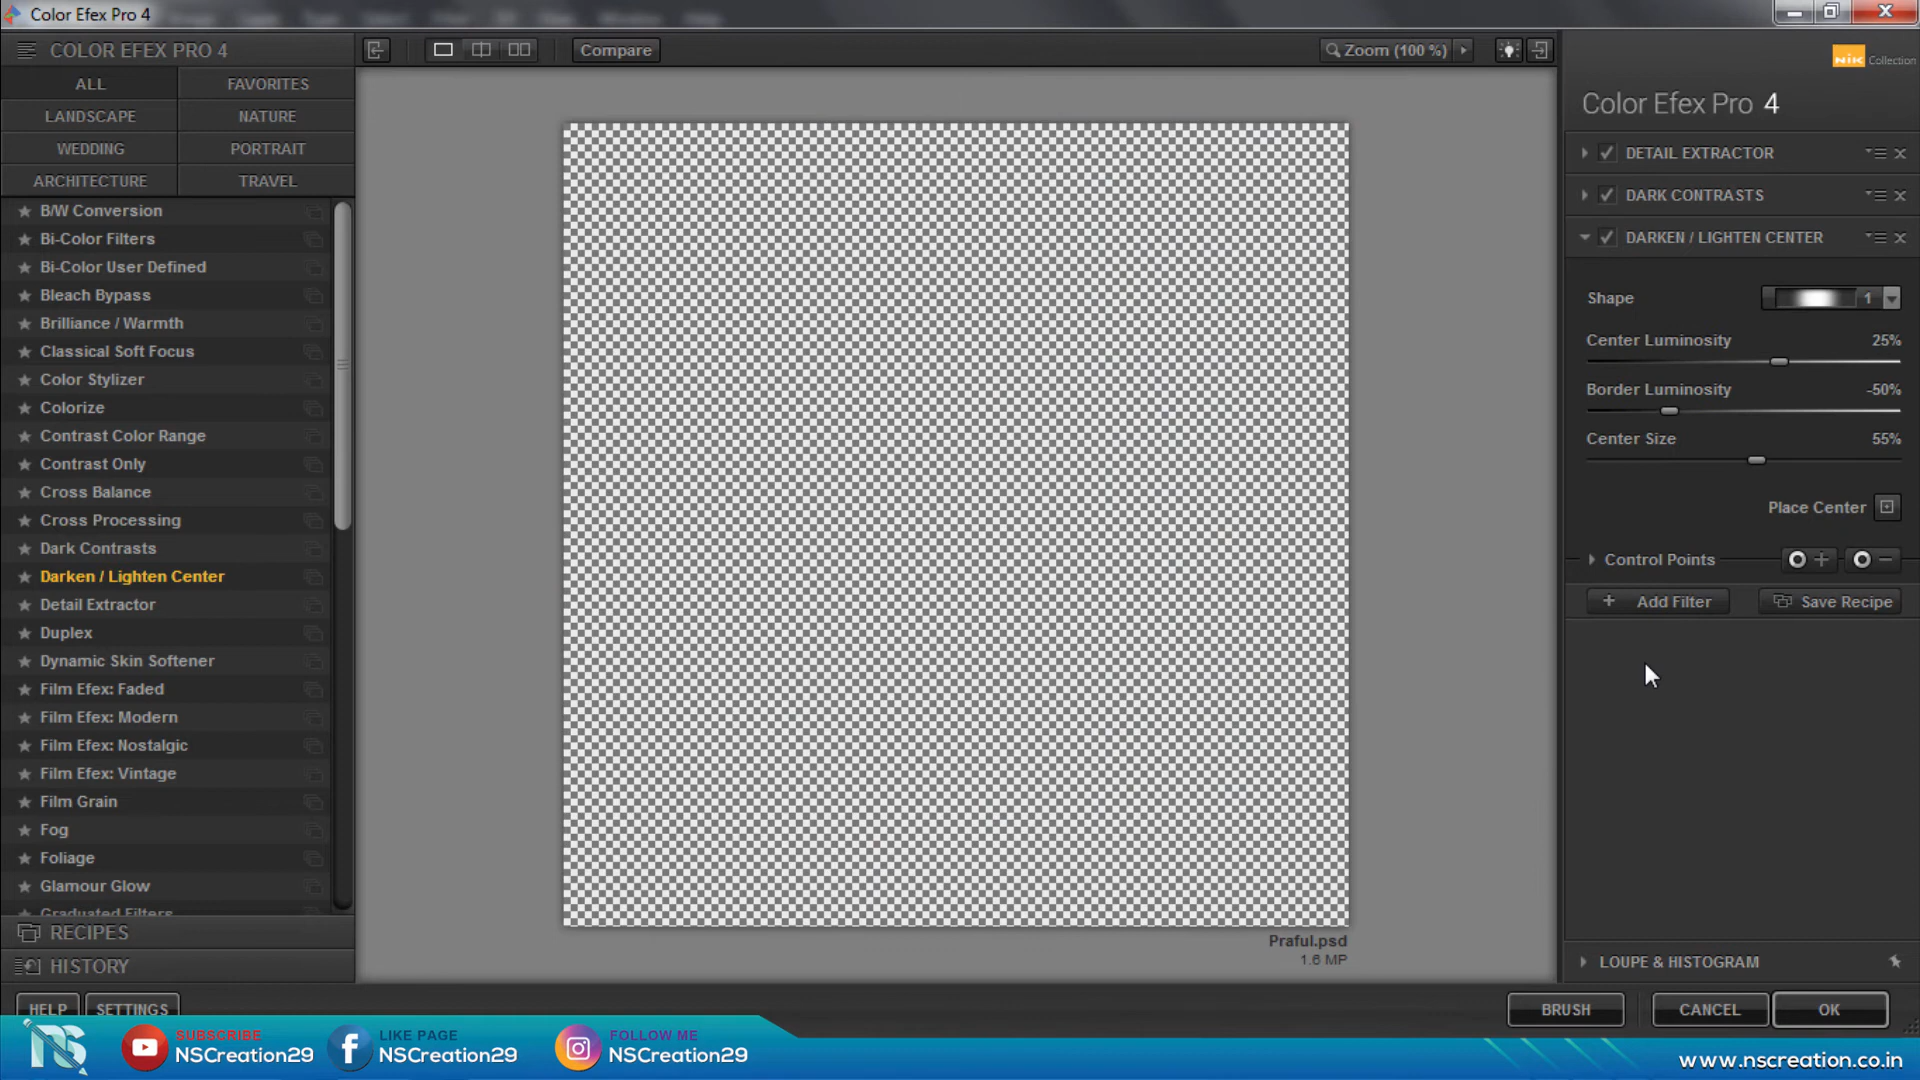 Color Efex Pro 4
COLOR EFEX PRO 4
ALL
FAVORITES
LANDSCAPE
NATURE
WEDDING
PORTRAIT
ARCHITECTURE
TRAVEL
B/W Conversion
Bi-Color Filters
Bi-Color User Defined
Bleach Bypass
Brilliance / Warmth
Classical Soft Focus
Color Stylizer
Colorize
Contrast Color Range
Contrast Only
Cross Balance
Cross Processing
Dark Contrasts
Darken / Lighten Center
Detail Extractor
Duplex
Dynamic Skin Softener
Film Efex: Faded
Film Efex: Modern
Film Efex: Nostalgic
Film Efex: Vintage
Film Grain
Fog
Foliage
Glamour Glow
Graduated Filters
RECIPES
HISTORY
HELP
SETTINGS
Compare
Zoom (100 %)
Praful.psd
1.6 MP
Nik Collection
Color Efex Pro 4
DETAIL EXTRACTOR
DARK CONTRASTS
DARKEN / LIGHTEN CENTER
Shape 1
Center Luminosity 25%
Border Luminosity -50%
Center Size 55%
Place Center
Control Points
Add Filter
Save Recipe
LOUPE & HISTOGRAM
BRUSH
CANCEL
OK
NS
SUBSCRIBE
NSCreation29
LIKE PAGE
NSCreation29
FOLLOW ME
NSCreation29
www.nscreation.co.in